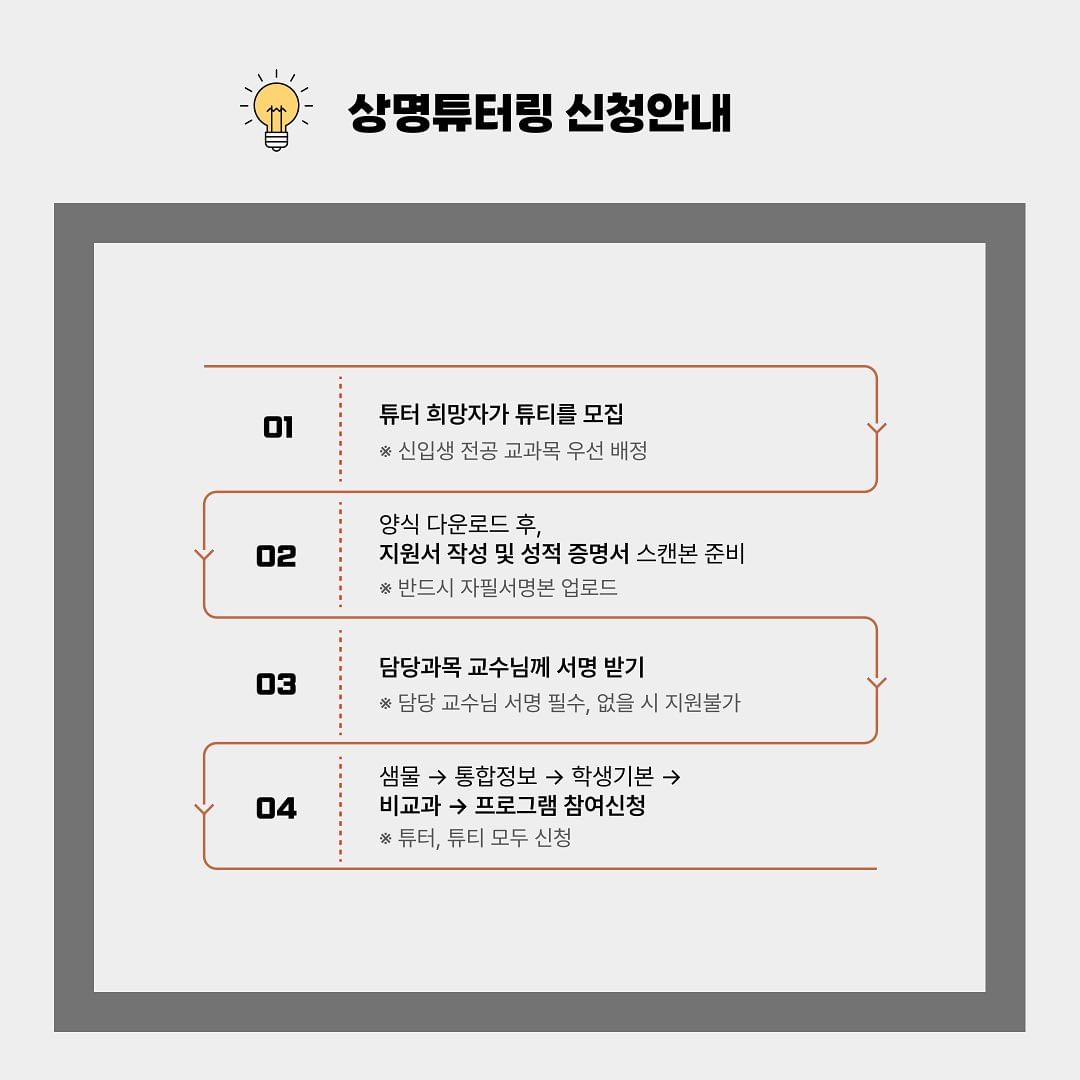 상명튜터링 신청안내
01
튜터 희망자가 튜티를 모집
※ 신입생 전공 교과목 우선 배정
02
양식 다운로드 후,
지원서 작성 및 성적 증명서 스캔본 준비
※ 반드시 자필서명본 업로드
03
담당과목 교수님께 서명 받기
※ 담당 교수님 서명 필수, 없을 시 지원불가
04
샘물 → 통합정보 → 학생기본 →
비교과 → 프로그램 참여신청
※ 튜터, 튜티 모두 신청